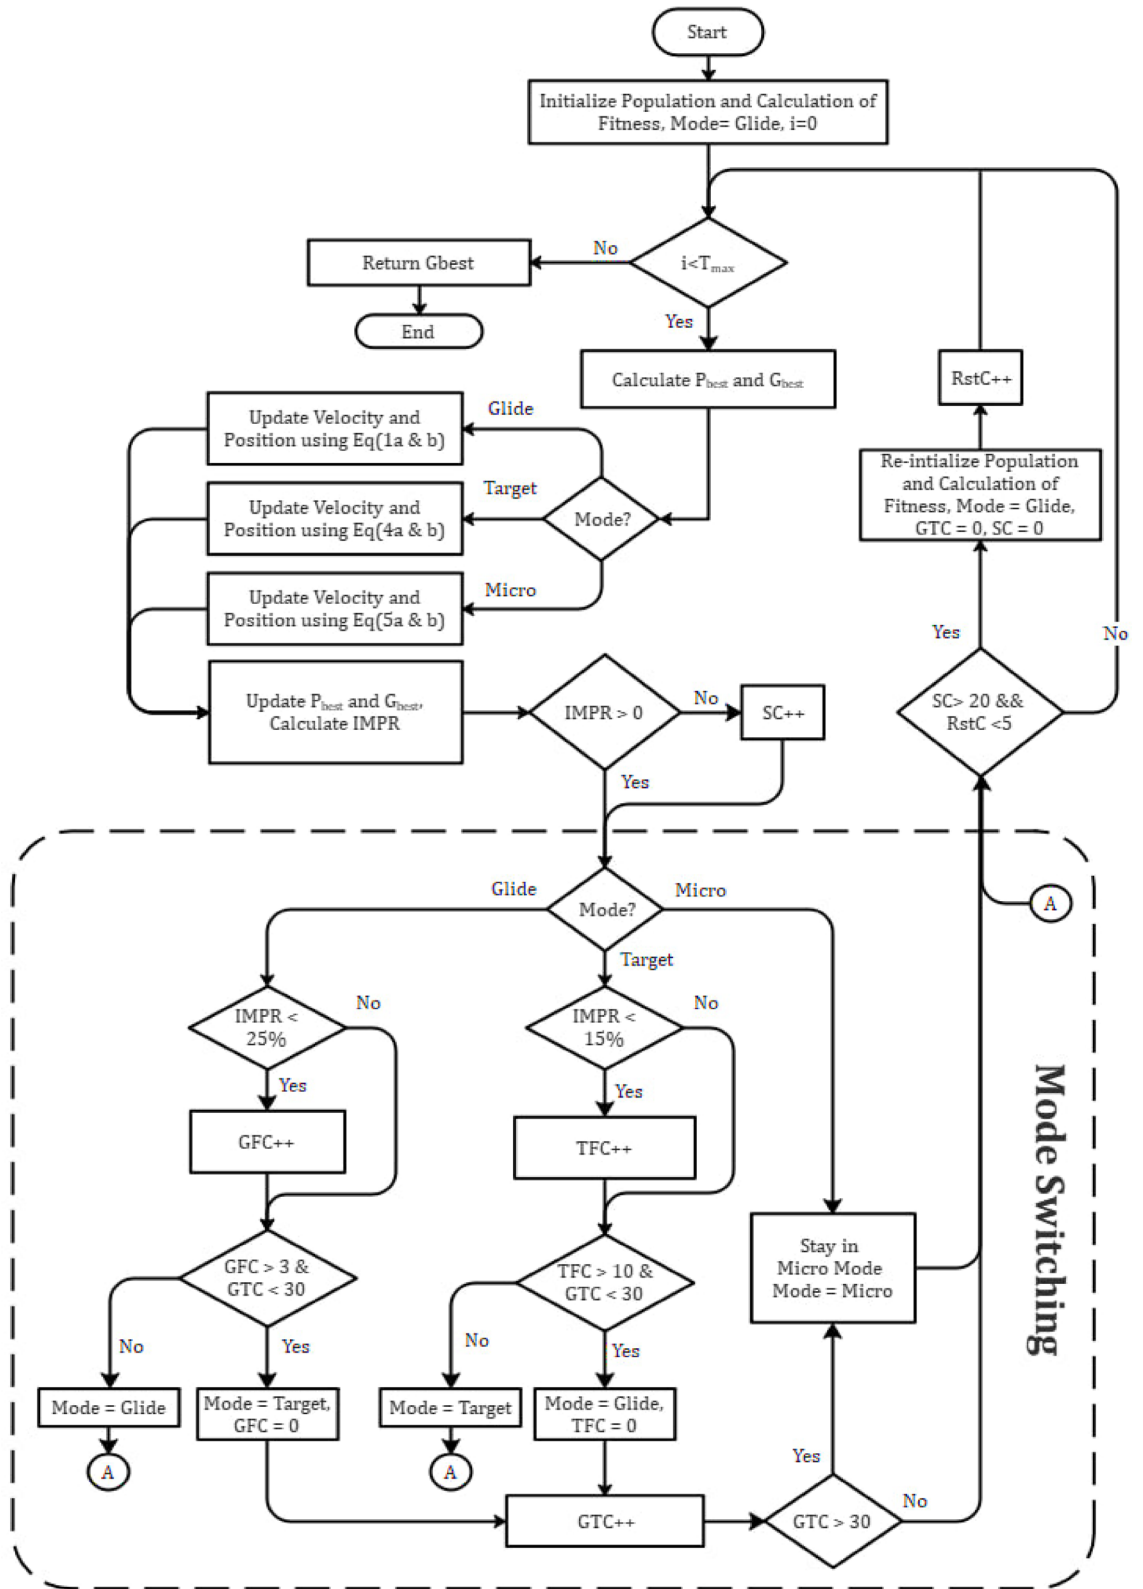 Start
Initialize Population and Calculation of
Fitness, Mode= Glide, i=0
i<Tmax
No
Return Gbest
End
Yes
Calculate Pbest and Gbest
Mode?
Glide
Update Velocity and
Position using Eq(1a & b)
Target
Update Velocity and
Position using Eq(4a & b)
Micro
Update Velocity and
Position using Eq(5a & b)
Update Pbest and Gbest,
Calculate IMPR
IMPR > 0
No
SC++
Yes
RstC++
Re-intialize Population
and Calculation of
Fitness, Mode = Glide,
GTC = 0, SC = 0
Yes
No
SC> 20 &&
RstC <5
A
Mode?
Glide
Micro
Target
IMPR <
25%
No
Yes
GFC++
GFC > 3 &
GTC < 30
No
Yes
Mode = Glide
A
Mode = Target,
GFC = 0
IMPR <
15%
No
Yes
TFC++
TFC > 10 &
GTC < 30
No
Yes
Mode = Target
A
Mode = Glide,
TFC = 0
GTC++
GTC > 30
Yes
No
Stay in
Micro Mode
Mode = Micro
Mode Switching